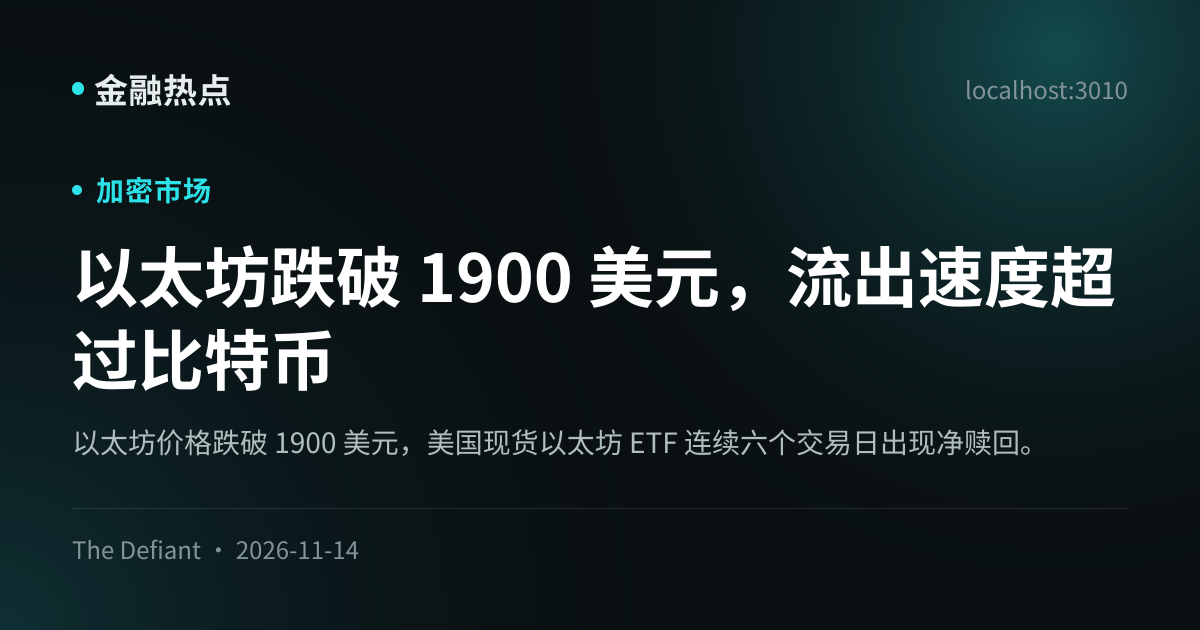 金融热点
localhost:3010
加密市场
以太坊跌破 1900 美元，流出速度超
过比特币
以太坊价格跌破 1900 美元，美国现货以太坊 ETF 连续六个交易日出现净赎回。
The Defiant · 2026-11-14